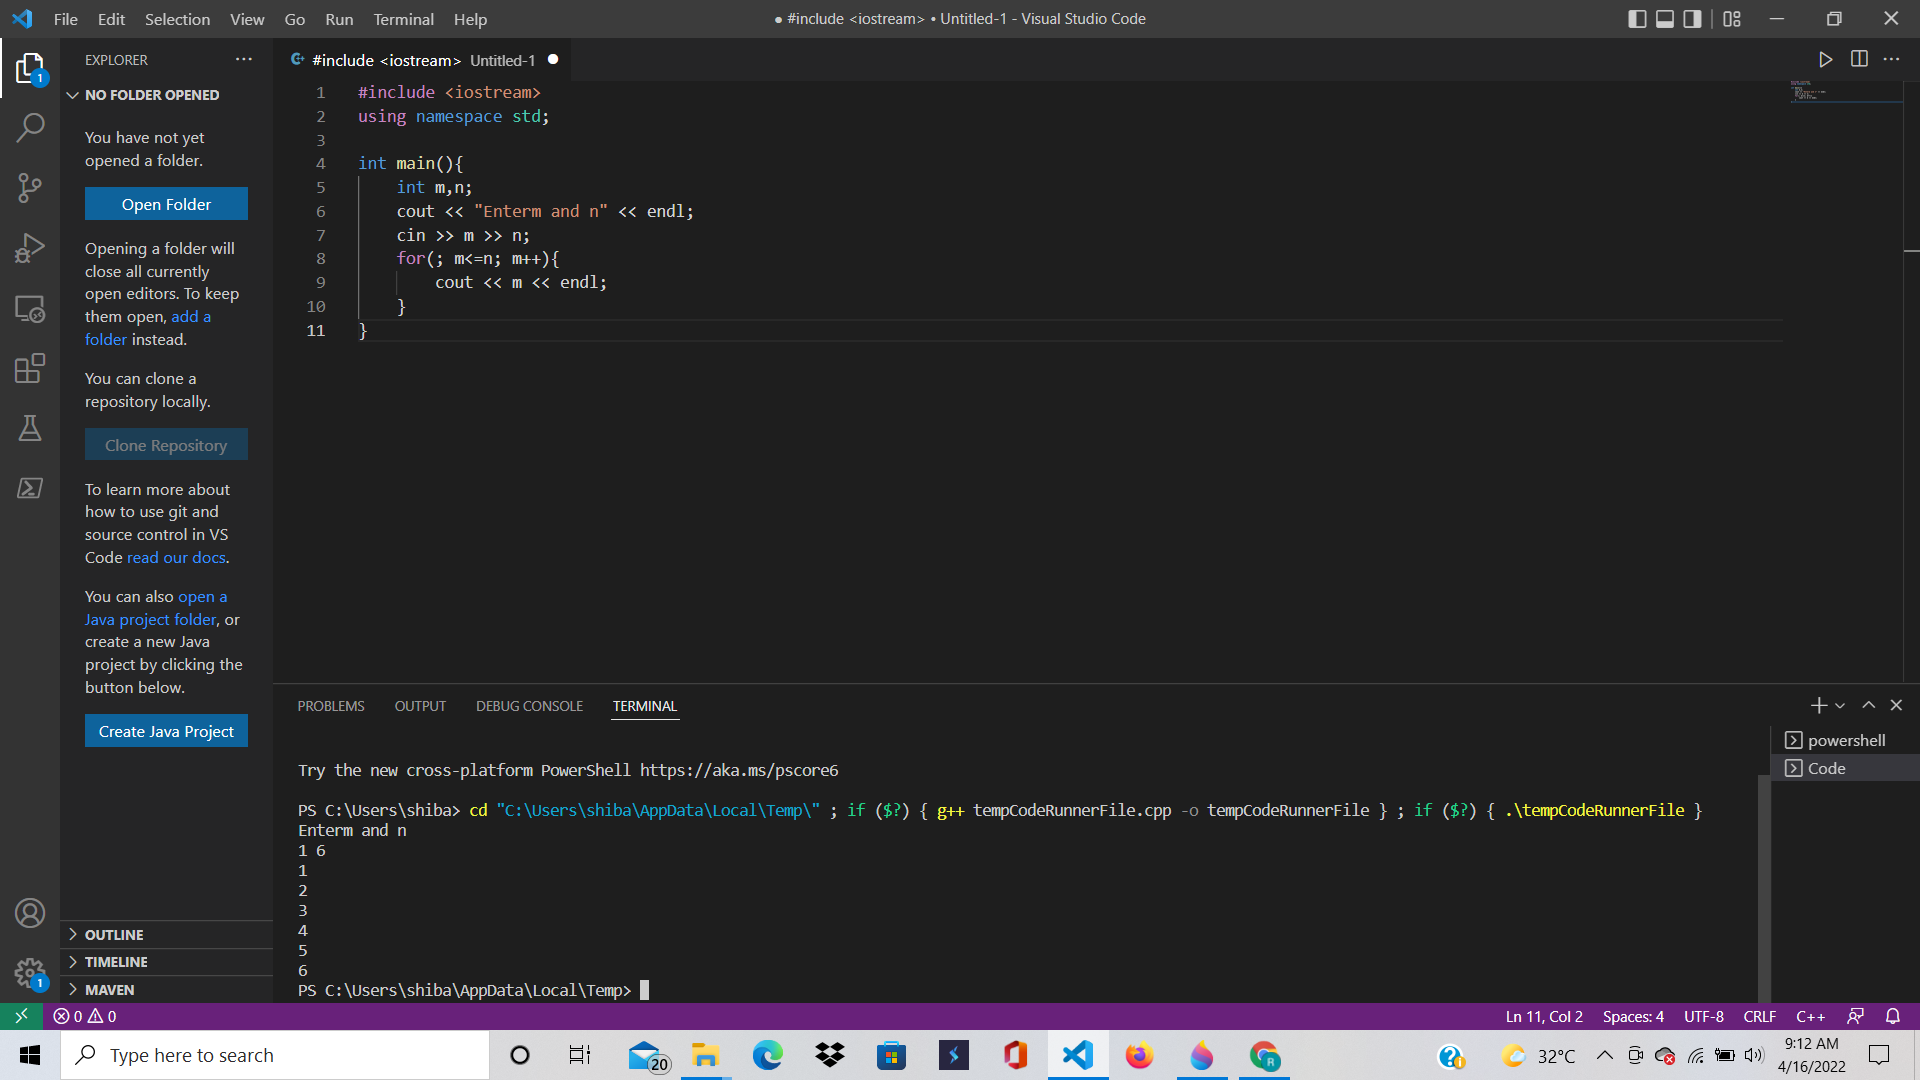 File Edit Selection View Go Run Terminal Help
● #include <iostream> • Untitled-1 - Visual Studio Code
EXPLORER
NO FOLDER OPENED
You have not yet
opened a folder.
Open Folder
Opening a folder will
close all currently
open editors. To keep
them open, add a
folder instead.
You can clone a
repository locally.
Clone Repository
To learn more about
how to use git and
source control in VS
Code read our docs.
You can also open a
Java project folder, or
create a new Java
project by clicking the
button below.
Create Java Project
OUTLINE
TIMELINE
MAVEN
1
1
#include <iostream> Untitled-1
1 #include <iostream>
2 using namespace std;
3
4 int main(){
5 int m,n;
6 cout << "Enterm and n" << endl;
7 cin >> m >> n;
8 for(; m<=n; m++){
9 cout << m << endl;
10 }
11 }
PROBLEMS OUTPUT DEBUG CONSOLE TERMINAL
powershell
Code
Try the new cross-platform PowerShell https://aka.ms/pscore6
PS C:\Users\shiba> cd "C:\Users\shiba\AppData\Local\Temp\" ; if ($?) { g++ tempCodeRunnerFile.cpp -o tempCodeRunnerFile } ; if ($?) { .\tempCodeRunnerFile }
Enterm and n
1 6
1
2
3
4
5
6
PS C:\Users\shiba\AppData\Local\Temp>
0 0
Ln 11, Col 2 Spaces: 4 UTF-8 CRLF C++
Type here to search
20
32°C
9:12 AM
4/16/2022